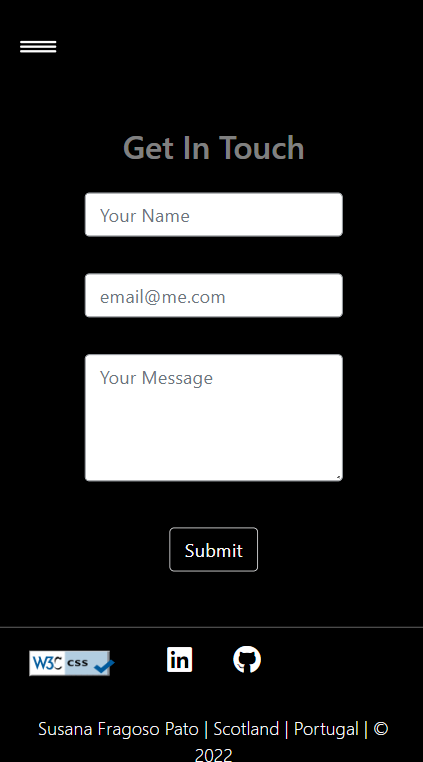 Get In Touch
Your Name
email@me.com
Your Message
Submit
W3C css
in
Susana Fragoso Pato | Scotland | Portugal | ©
2022